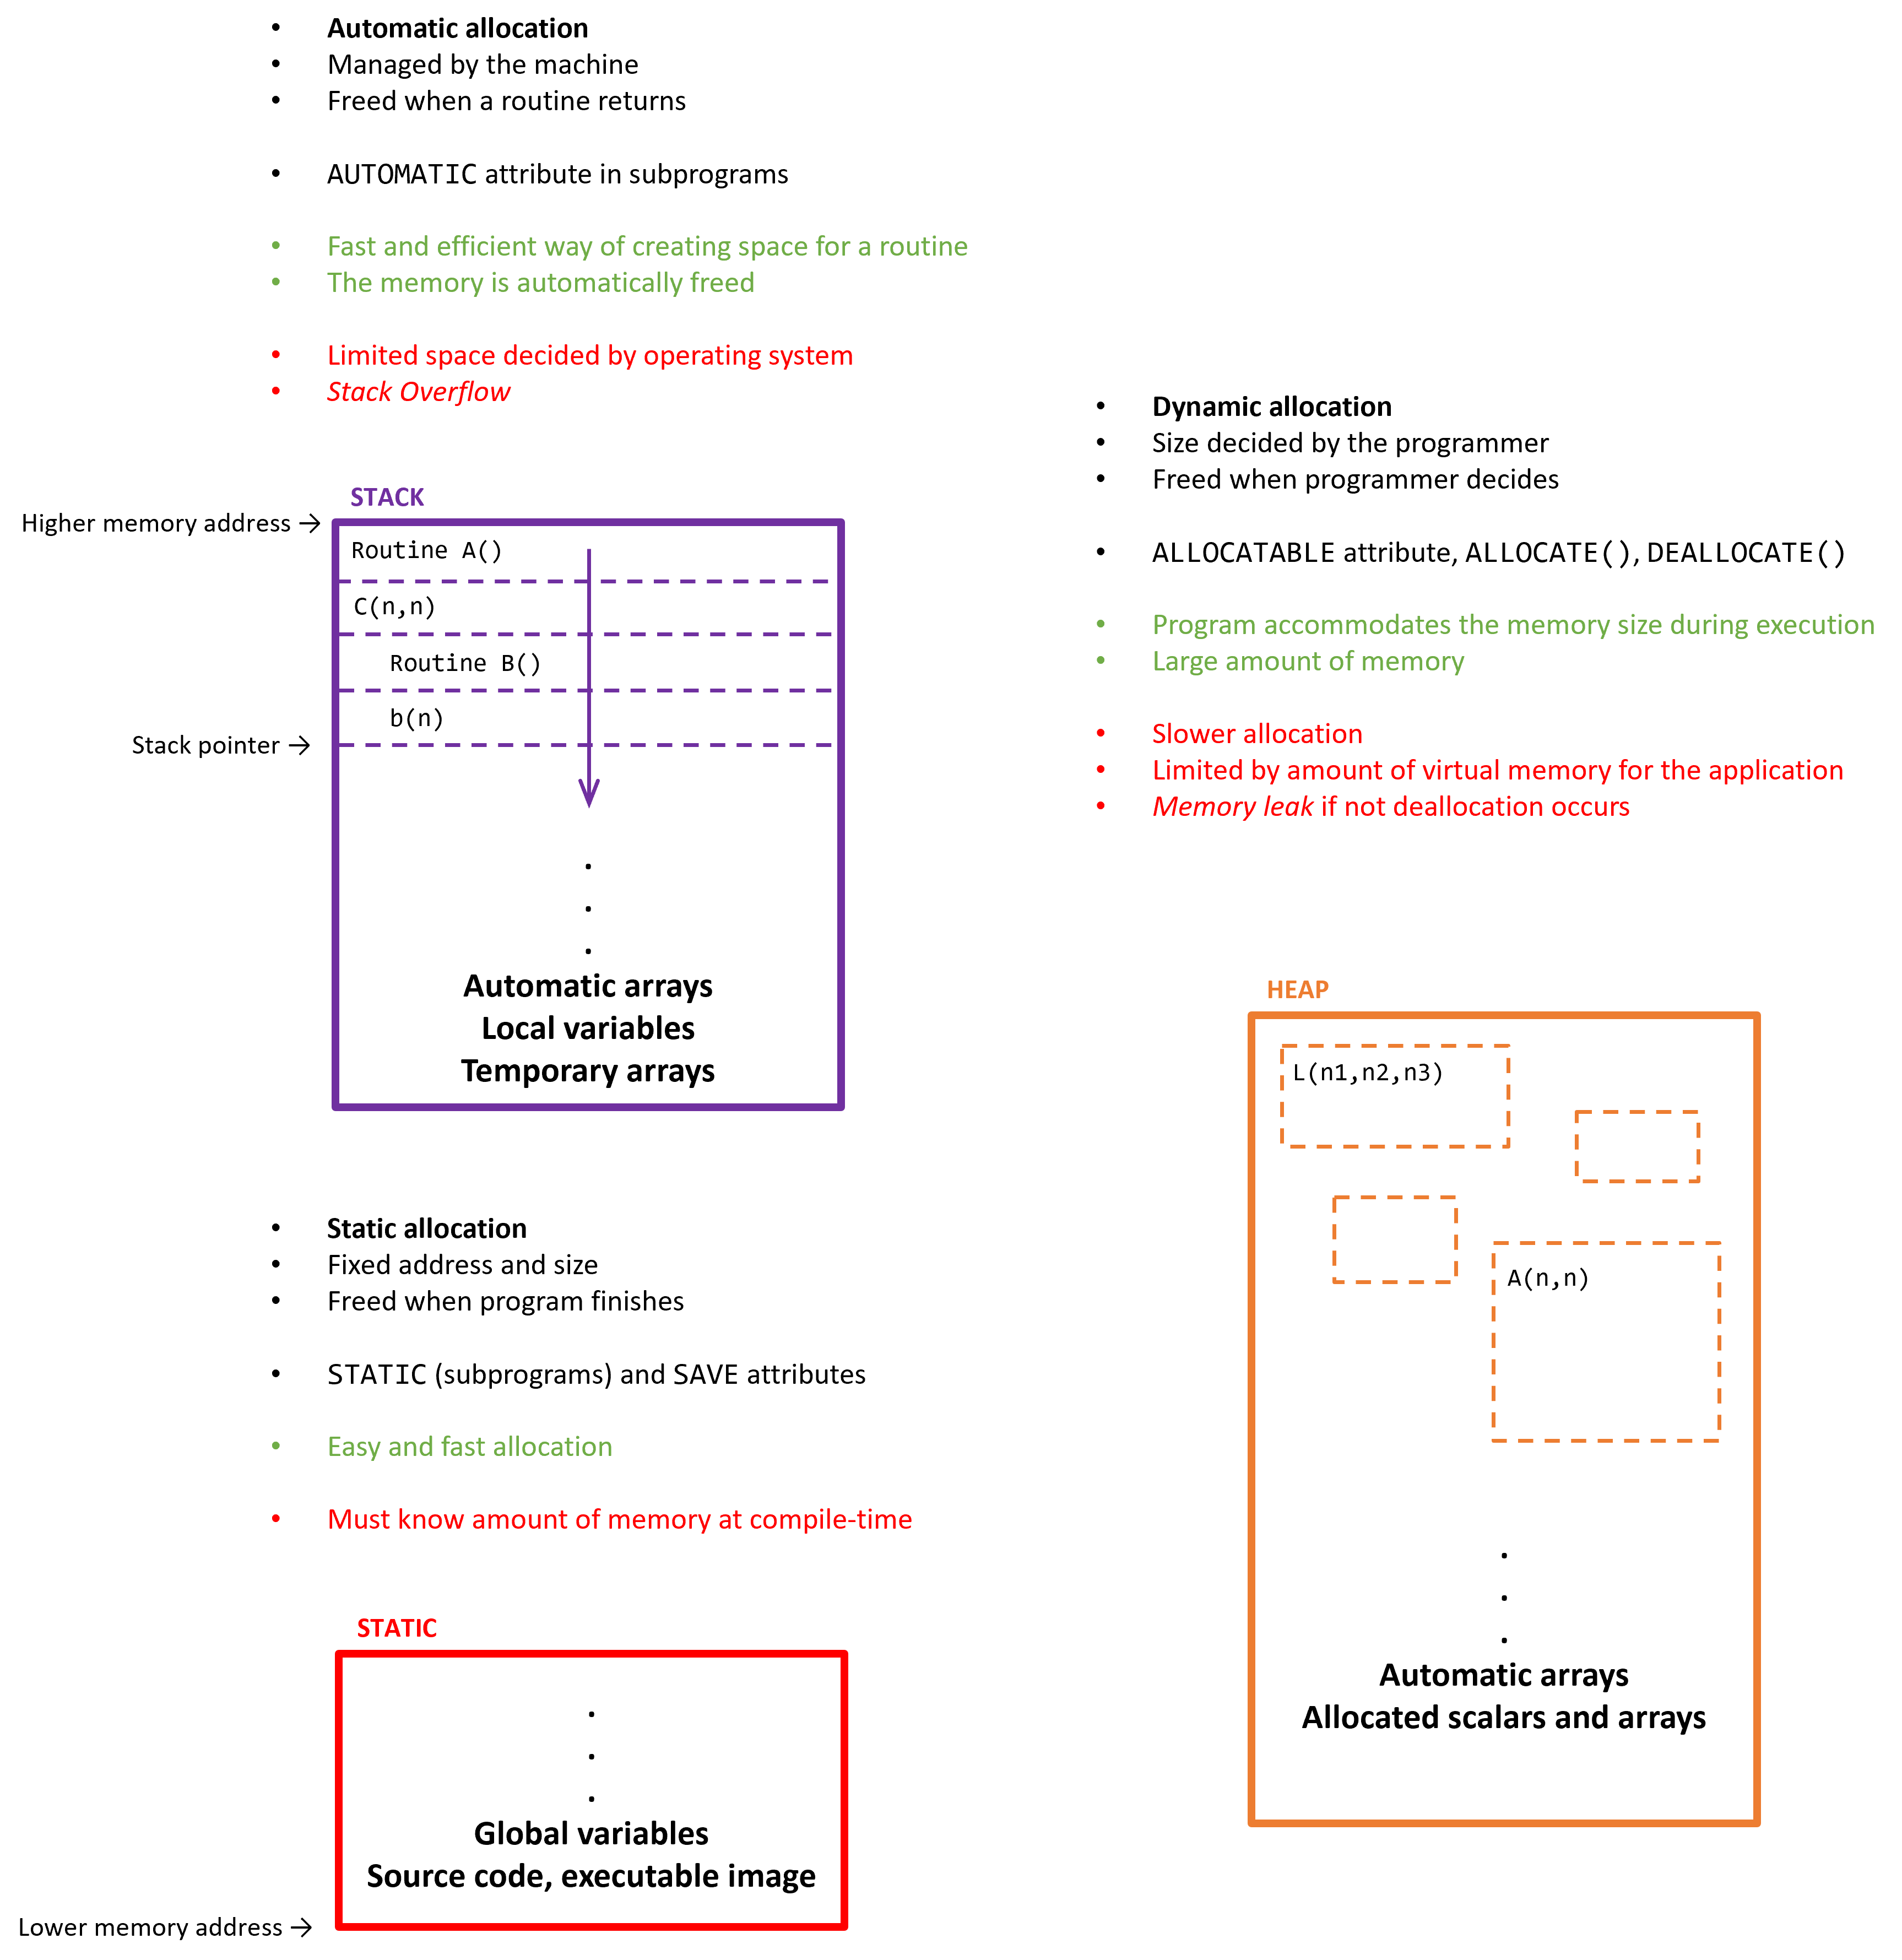 • Automatic allocation
• Managed by the machine
• Freed when a routine returns
• AUTOMATIC attribute in subprograms
• Fast and efficient way of creating space for a routine
• The memory is automatically freed
• Limited space decided by operating system
• Stack Overflow
STACK
Higher memory address →
Routine A()
C(n,n)
Routine B()
b(n)
Stack pointer →
.
.
.
Automatic arrays
Local variables
Temporary arrays
• Dynamic allocation
• Size decided by the programmer
• Freed when programmer decides
• ALLOCATABLE attribute, ALLOCATE(), DEALLOCATE()
• Program accommodates the memory size during execution
• Large amount of memory
• Slower allocation
• Limited by amount of virtual memory for the application
• Memory leak if not deallocation occurs
HEAP
L(n1,n2,n3)
A(n,n)
.
.
.
Automatic arrays
Allocated scalars and arrays
• Static allocation
• Fixed address and size
• Freed when program finishes
• STATIC (subprograms) and SAVE attributes
• Easy and fast allocation
• Must know amount of memory at compile-time
STATIC
.
.
.
Global variables
Source code, executable image
Lower memory address →